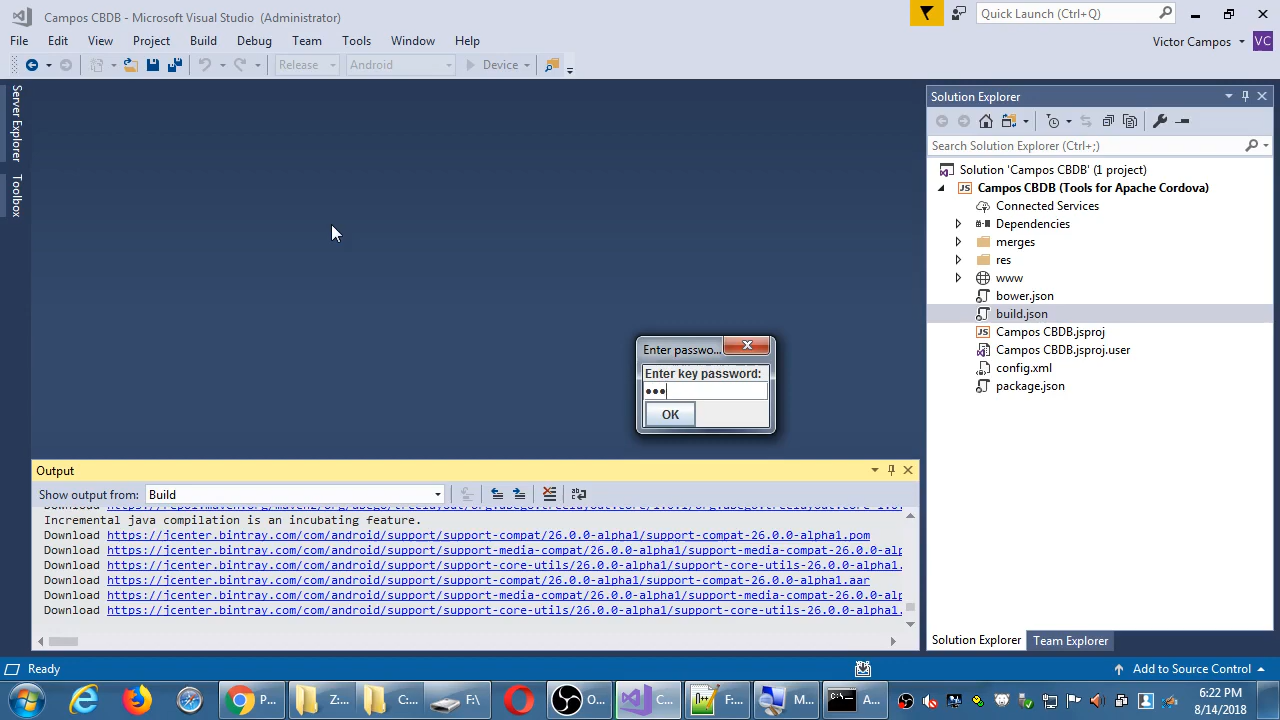 Campos CBDB - Microsoft Visual Studio (Administrator)
Quick Launch (Ctrl+Q)
File Edit View Project Build Debug Team Tools Window Help
Victor Campos VC
Release Android Device
Server Explorer
Toolbox
Solution Explorer
Search Solution Explorer (Ctrl+;)
Solution 'Campos CBDB' (1 project)
JS Campos CBDB (Tools for Apache Cordova)
Connected Services
Dependencies
merges
res
www
bower.json
build.json
JS Campos CBDB.jsproj
Campos CBDB.jsproj.user
config.xml
package.json
Enter passwo...
Enter key password:
•••
OK
Output
Show output from: Build
Incremental java compilation is an incubating feature.
Download https://jcenter.bintray.com/com/android/support/support-compat/26.0.0-alpha1/support-compat-26.0.0-alpha1.pom
Download https://jcenter.bintray.com/com/android/support/support-media-compat/26.0.0-alpha1/support-media-compat-26.0.0-alp
Download https://jcenter.bintray.com/com/android/support/support-core-utils/26.0.0-alpha1/support-core-utils-26.0.0-alpha1.
Download https://jcenter.bintray.com/com/android/support/support-compat/26.0.0-alpha1/support-compat-26.0.0-alpha1.aar
Download https://jcenter.bintray.com/com/android/support/support-media-compat/26.0.0-alpha1/support-media-compat-26.0.0-alp
Download https://jcenter.bintray.com/com/android/support/support-core-utils/26.0.0-alpha1/support-core-utils-26.0.0-alpha1.
Solution Explorer Team Explorer
Ready
Add to Source Control
P... Z:... C:... F:\ O... C... F:... M... A...
6:22 PM
8/14/2018